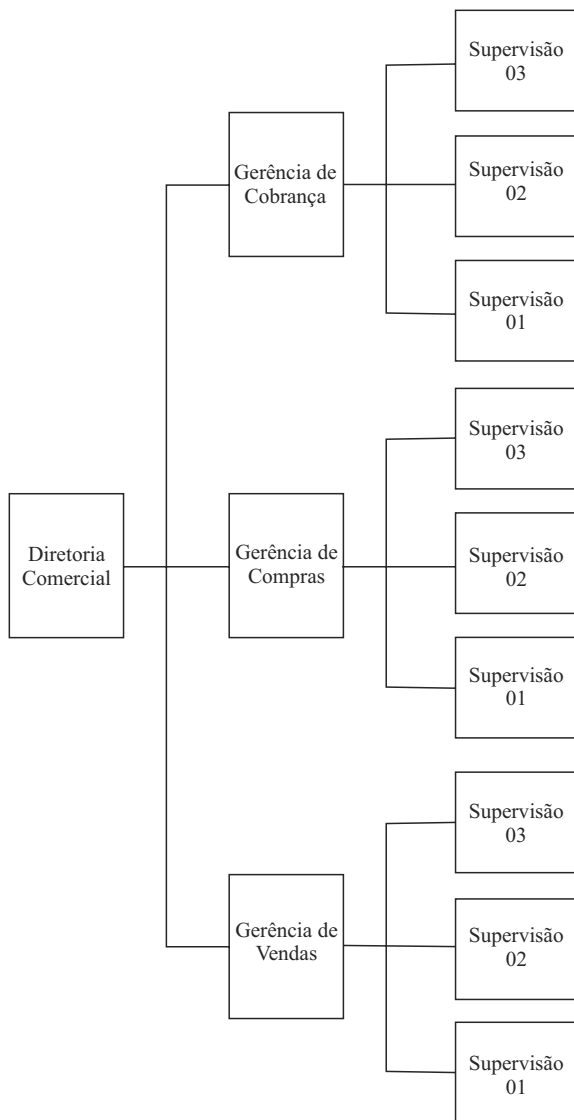 Supervisão
03
Gerência de
Cobrança
Supervisão
02
Supervisão
01
Supervisão
03
Diretoria
Comercial
Gerência de
Compras
Supervisão
02
Supervisão
01
Supervisão
03
Gerência de
Vendas
Supervisão
02
Supervisão
01